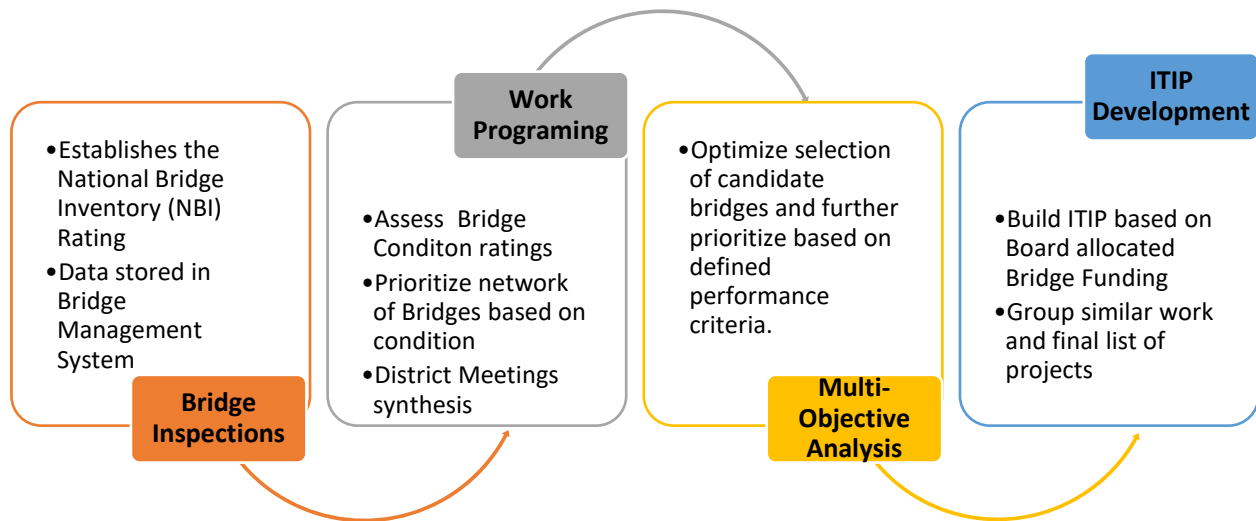 •Establishes the
National Bridge
Inventory (NBI)
Rating
•Data stored in
Bridge
Management
System
Bridge
Inspections
Work
Programing
•Assess Bridge
Conditon ratings
•Prioritize network
of Bridges based on
condition
•District Meetings
synthesis
•Optimize selection
of candidate
bridges and further
prioritize based on
defined
performance
criteria.
Multi-
Objective
Analysis
ITIP
Development
•Build ITIP based on
Board allocated
Bridge Funding
•Group similar work
and final list of
projects